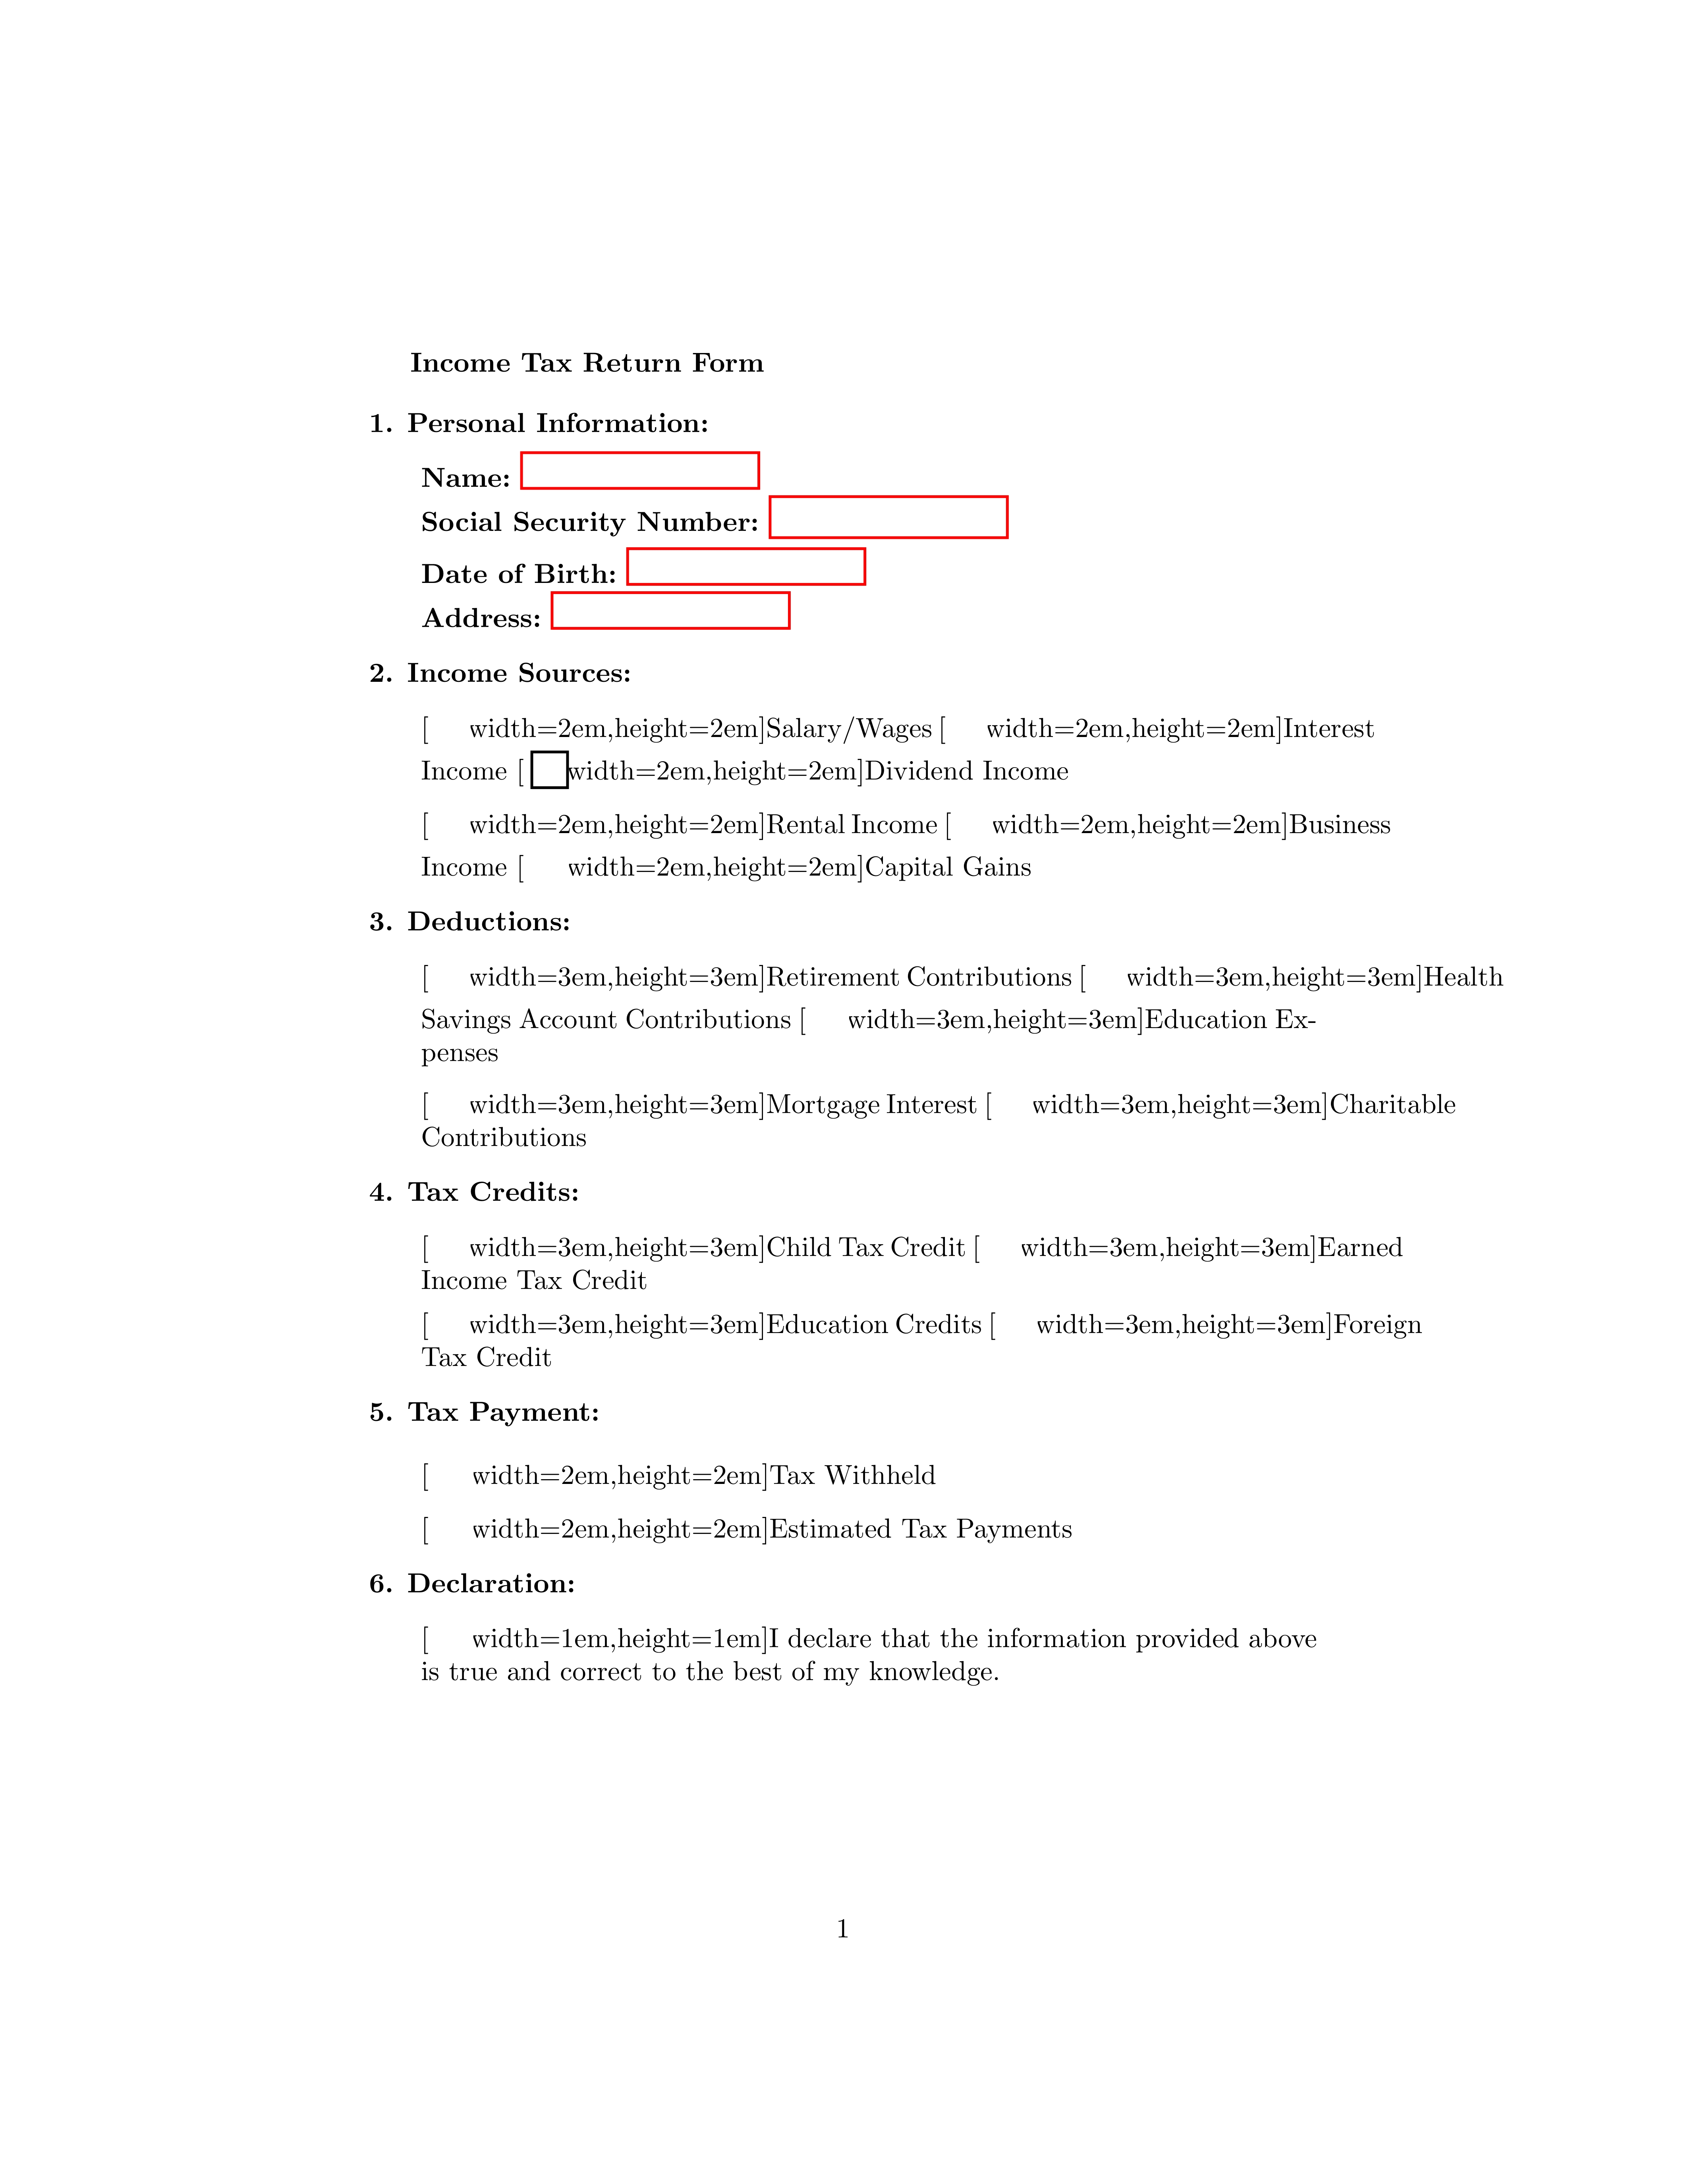 Income Tax Return Form
1. Personal Information:
Name:
Social Security Number:
Date of Birth:
Address:
2. Income Sources:
[ width=2em,height=2em]Salary/Wages [ width=2em,height=2em]Interest
Income [ width=2em,height=2em]Dividend Income
[ width=2em,height=2em]Rental Income [ width=2em,height=2em]Business
Income [ width=2em,height=2em]Capital Gains
3. Deductions:
[ width=3em,height=3em]Retirement Contributions [ width=3em,height=3em]Health
Savings Account Contributions [ width=3em,height=3em]Education Ex-
penses
[ width=3em,height=3em]Mortgage Interest [ width=3em,height=3em]Charitable
Contributions
4. Tax Credits:
[ width=3em,height=3em]Child Tax Credit [ width=3em,height=3em]Earned
Income Tax Credit
[ width=3em,height=3em]Education Credits [ width=3em,height=3em]Foreign
Tax Credit
5. Tax Payment:
[ width=2em,height=2em]Tax Withheld
[ width=2em,height=2em]Estimated Tax Payments
6. Declaration:
[ width=1em,height=1em]I declare that the information provided above
is true and correct to the best of my knowledge.
1